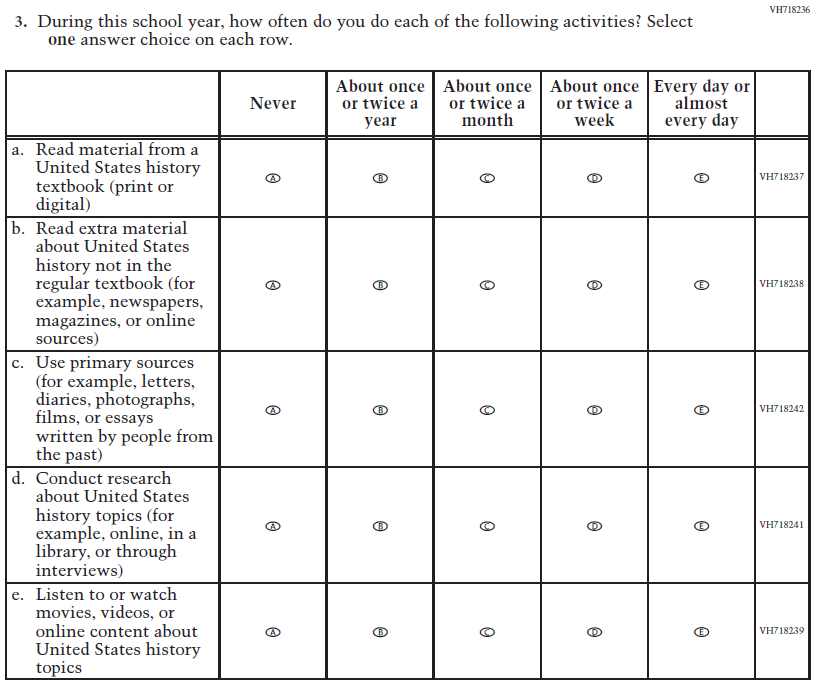 VH718236
3. During this school year, how often do you do each of the following activities? Select
one answer choice on each row.
Never
About once
or twice a
year
About once
or twice a
month
About once
or twice a
week
Every day or
almost
every day
a. Read material from a
United States history
textbook (print or
digital)
A B C D E VH718237
b. Read extra material
about United States
history not in the
regular textbook (for
example, newspapers,
magazines, or online
sources)
A B C D E VH718238
c. Use primary sources
(for example, letters,
diaries, photographs,
films, or essays
written by people from
the past)
A B C D E VH718242
d. Conduct research
about United States
history topics (for
example, online, in a
library, or through
interviews)
A B C D E VH718241
e. Listen to or watch
movies, videos, or
online content about
United States history
topics
A B C D E VH718239